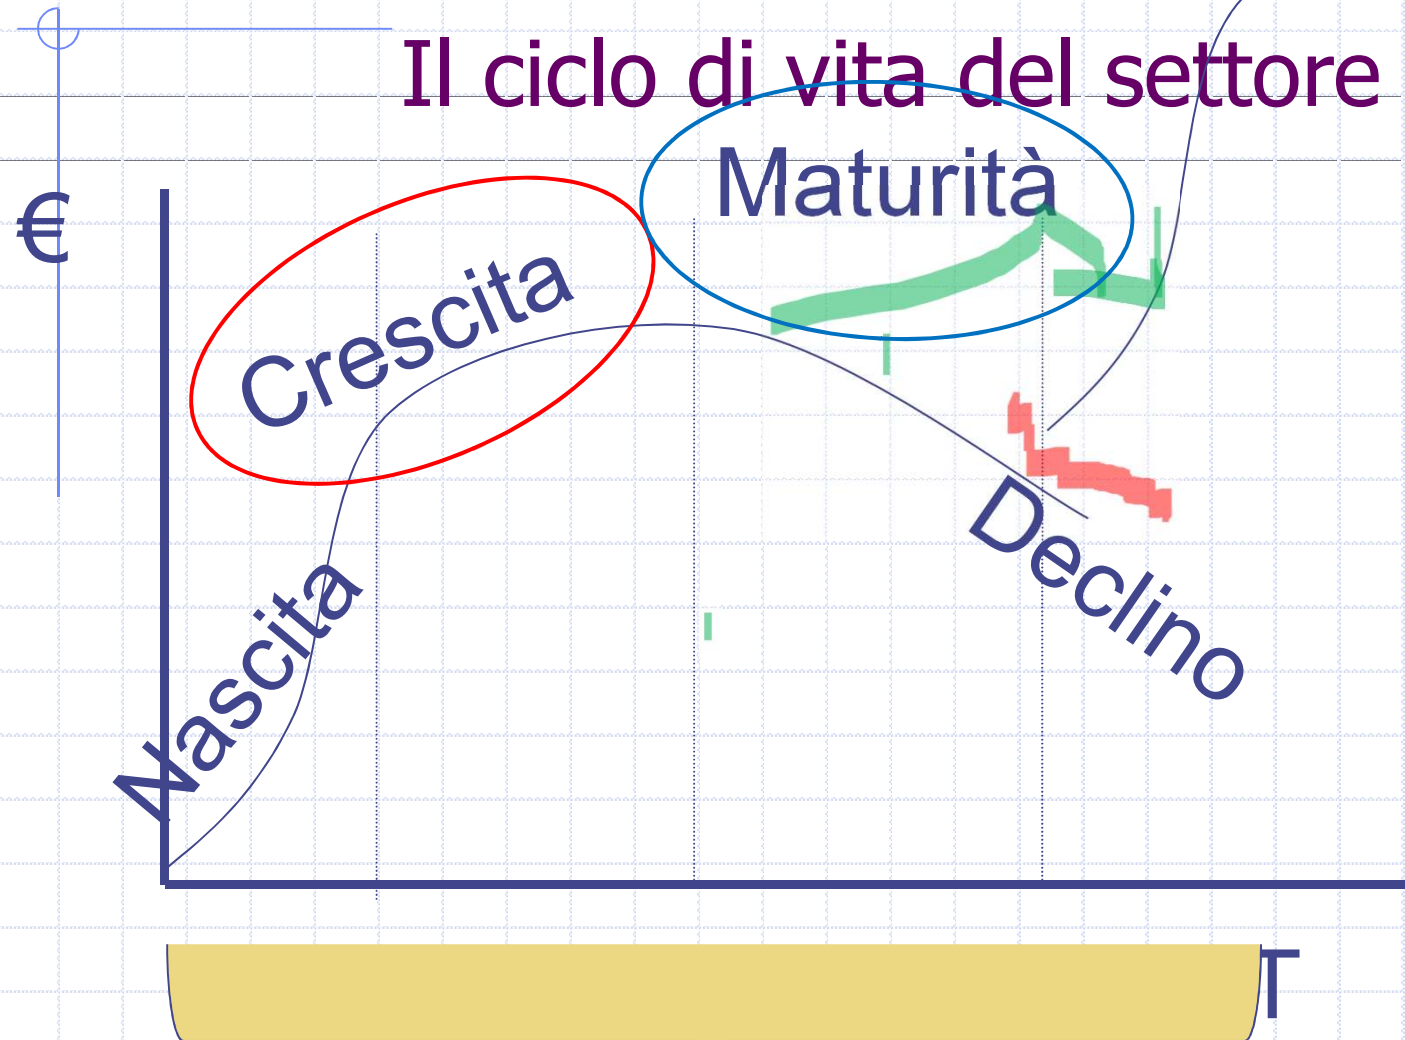 Il ciclo di vita del settore
€
Maturità
Crescita
Nascita
Declino
T